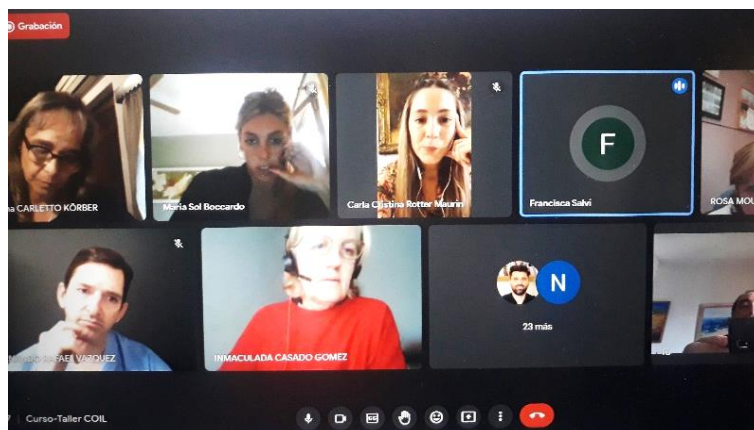 Grabación
CARLETTO KÖRBER
Maria Sol Boccardo
Carla Cristina Rotter Maurin
F
Francisca Salvi
ROSA MOU
RAFAEL VAZQUEZ
INMACULADA CASADO GOMEZ
N
23 más
Curso-Taller COIL